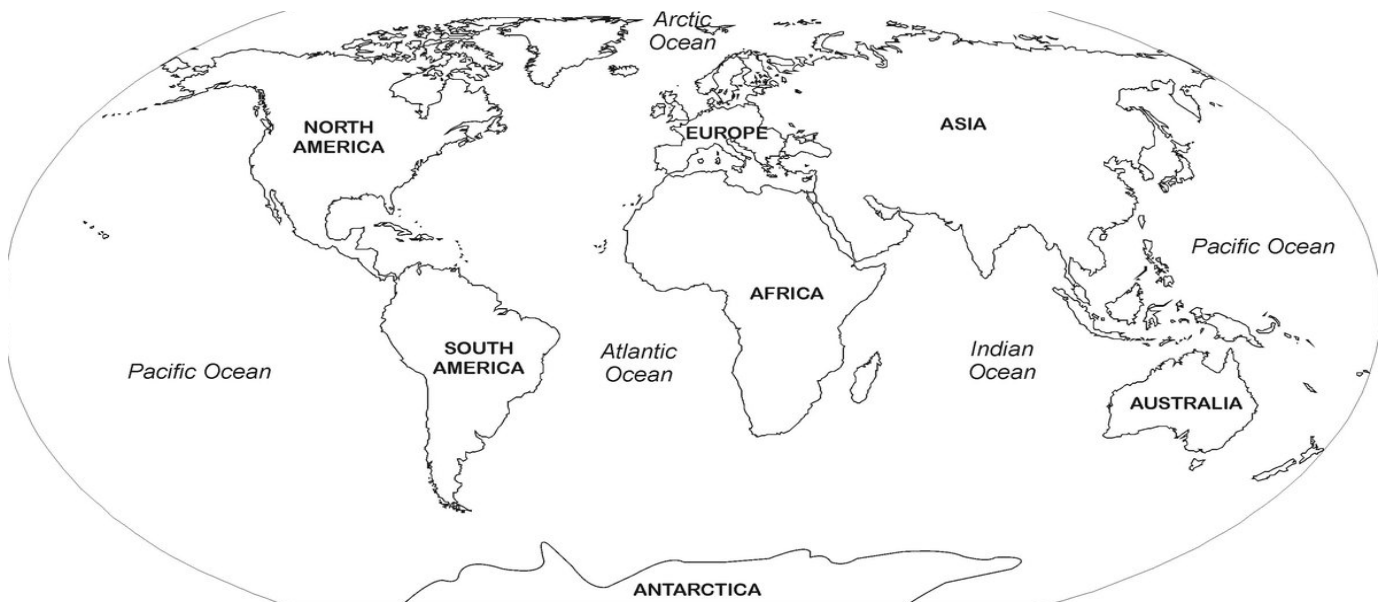 Arctic
Ocean
NORTH
AMERICA
EUROPE
ASIA
Pacific Ocean
AFRICA
SOUTH
AMERICA
Atlantic
Ocean
Indian
Ocean
Pacific Ocean
AUSTRALIA
ANTARCTICA